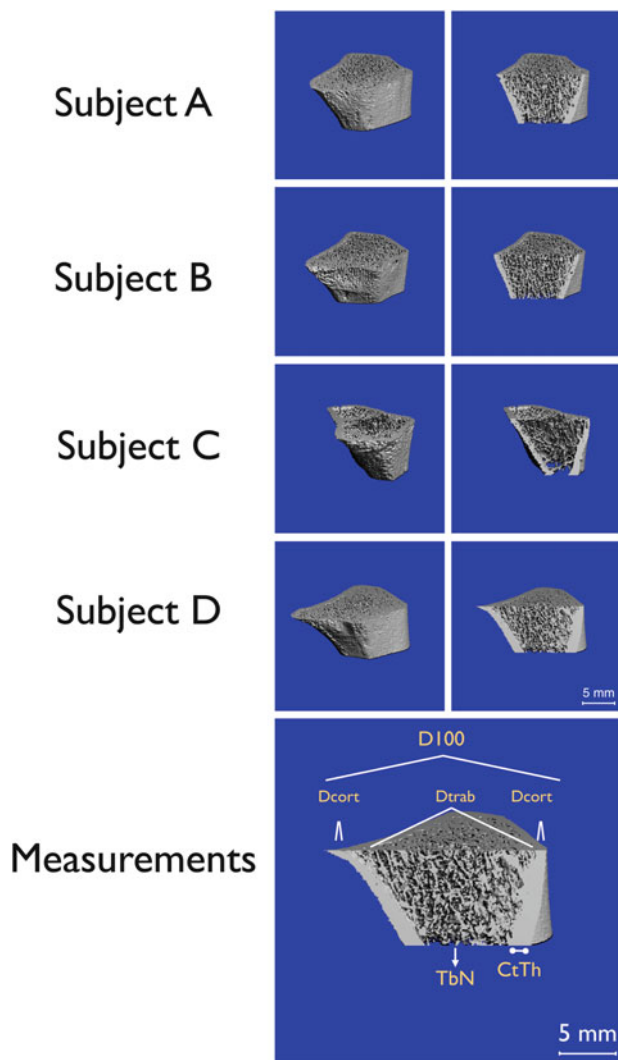 Subject A
Subject B
Subject C
Subject D
5 mm
D100
Dcort Dtrab Dcort
Measurements
TbN CtTh
5 mm